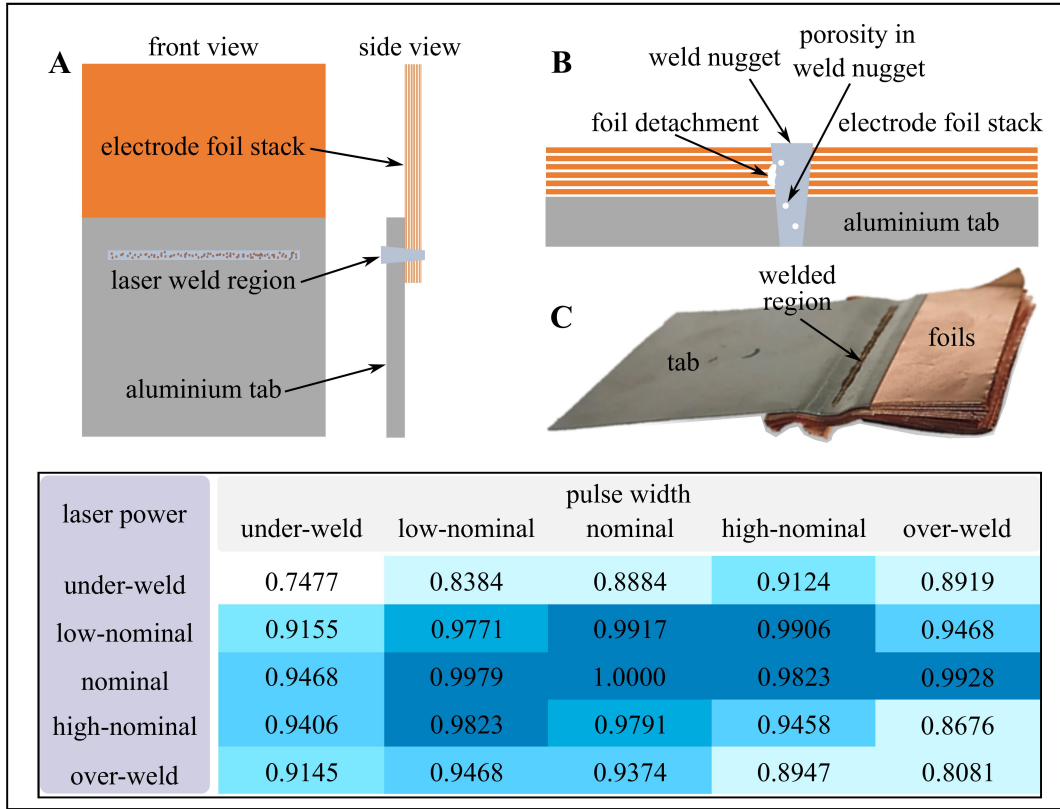 A
front view
side view
electrode foil stack
laser weld region
aluminium tab
B
weld nugget
porosity in
weld nugget
foil detachment
electrode foil stack
aluminium tab
C
welded
region
tab
foils
laser power
pulse width
under-weld low-nominal nominal high-nominal over-weld
under-weld 0.7477 0.8384 0.8884 0.9124 0.8919
low-nominal 0.9155 0.9771 0.9917 0.9906 0.9468
nominal 0.9468 0.9979 1.0000 0.9823 0.9928
high-nominal 0.9406 0.9823 0.9791 0.9458 0.8676
over-weld 0.9145 0.9468 0.9374 0.8947 0.8081